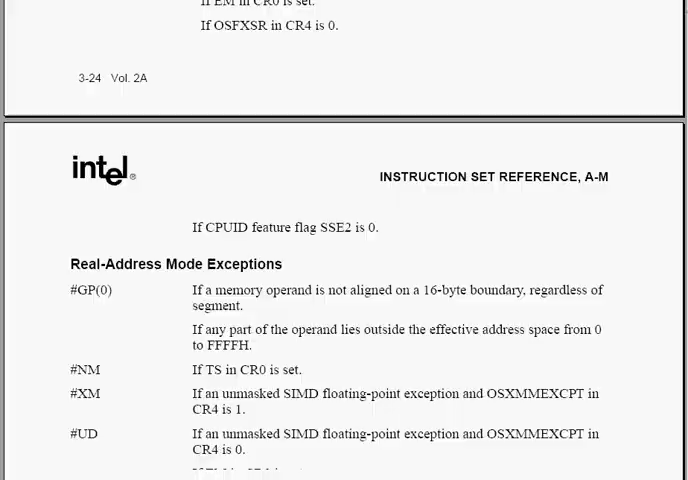 If EM in CR0 is set.
If OSFXSR in CR4 is 0.
3-24 Vol. 2A
intel®
INSTRUCTION SET REFERENCE, A-M
If CPUID feature flag SSE2 is 0.
Real-Address Mode Exceptions
#GP(0) If a memory operand is not aligned on a 16-byte boundary, regardless of
segment.
If any part of the operand lies outside the effective address space from 0
to FFFFH.
#NM If TS in CR0 is set.
#XM If an unmasked SIMD floating-point exception and OSXMMEXCPT in
CR4 is 1.
#UD If an unmasked SIMD floating-point exception and OSXMMEXCPT in
CR4 is 0.